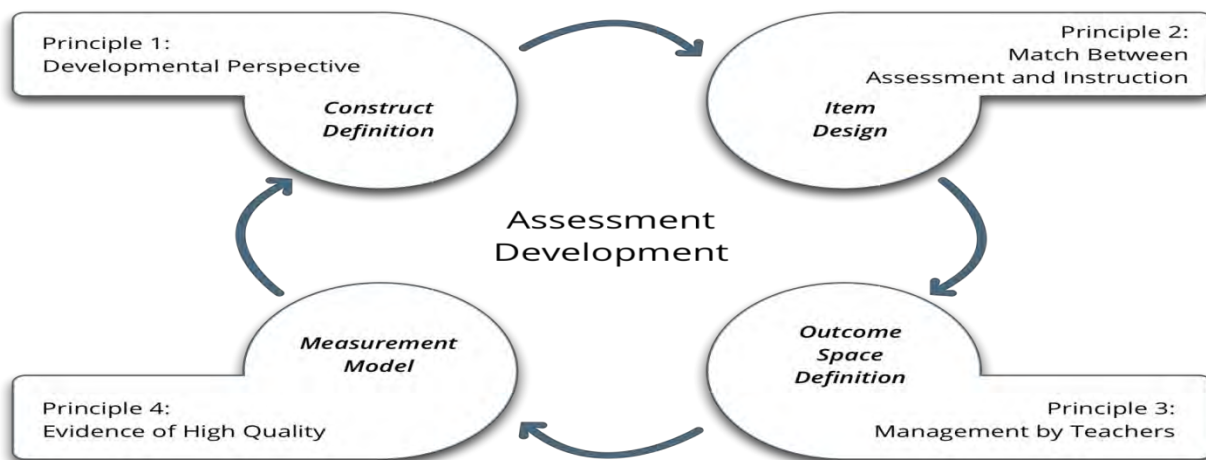 Principle 1:
Developmental Perspective
Construct
Definition
Principle 2:
Match Between
Assessment and Instruction
Item
Design
Assessment
Development
Measurement
Model
Principle 4:
Evidence of High Quality
Outcome
Space
Definition
Principle 3:
Management by Teachers